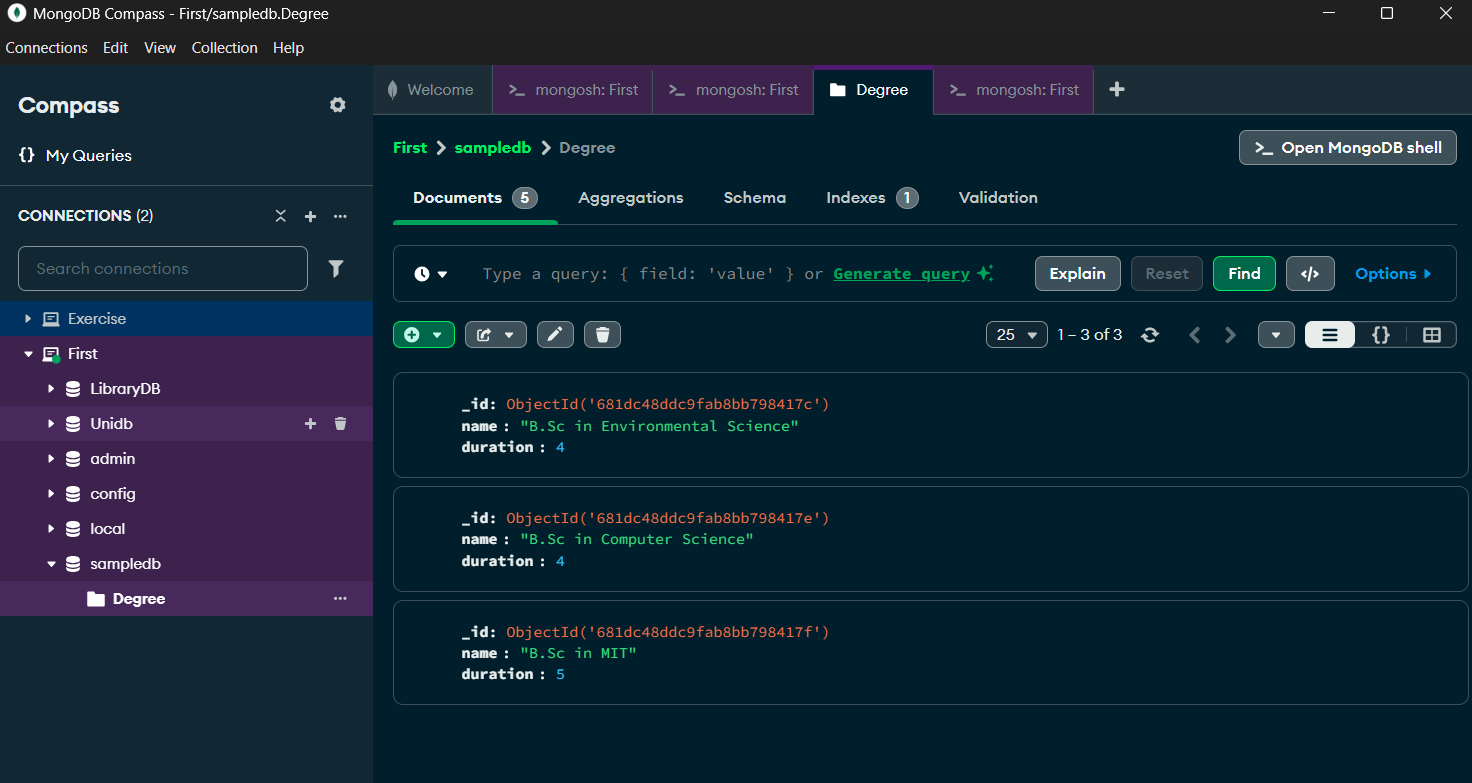 MongoDB Compass - First/sampledb.Degree
Connections Edit View Collection Help
Compass
{} My Queries
CONNECTIONS (2)
Search connections
Exercise
First
LibraryDB
Unidb
admin
config
local
sampledb
Degree
Welcome
>_ mongosh: First
>_ mongosh: First
Degree
>_ mongosh: First
First > sampledb > Degree
>_ Open MongoDB shell
Documents 5 Aggregations Schema Indexes 1 Validation
Type a query: { field: 'value' } or Generate query
Explain Reset Find </> Options
25 1 – 3 of 3 {}
_id: ObjectId('681dc48ddc9fab8bb798417c')
name : "B.Sc in Environmental Science"
duration : 4
_id: ObjectId('681dc48ddc9fab8bb798417e')
name : "B.Sc in Computer Science"
duration : 4
_id: ObjectId('681dc48ddc9fab8bb798417f')
name : "B.Sc in MIT"
duration : 5